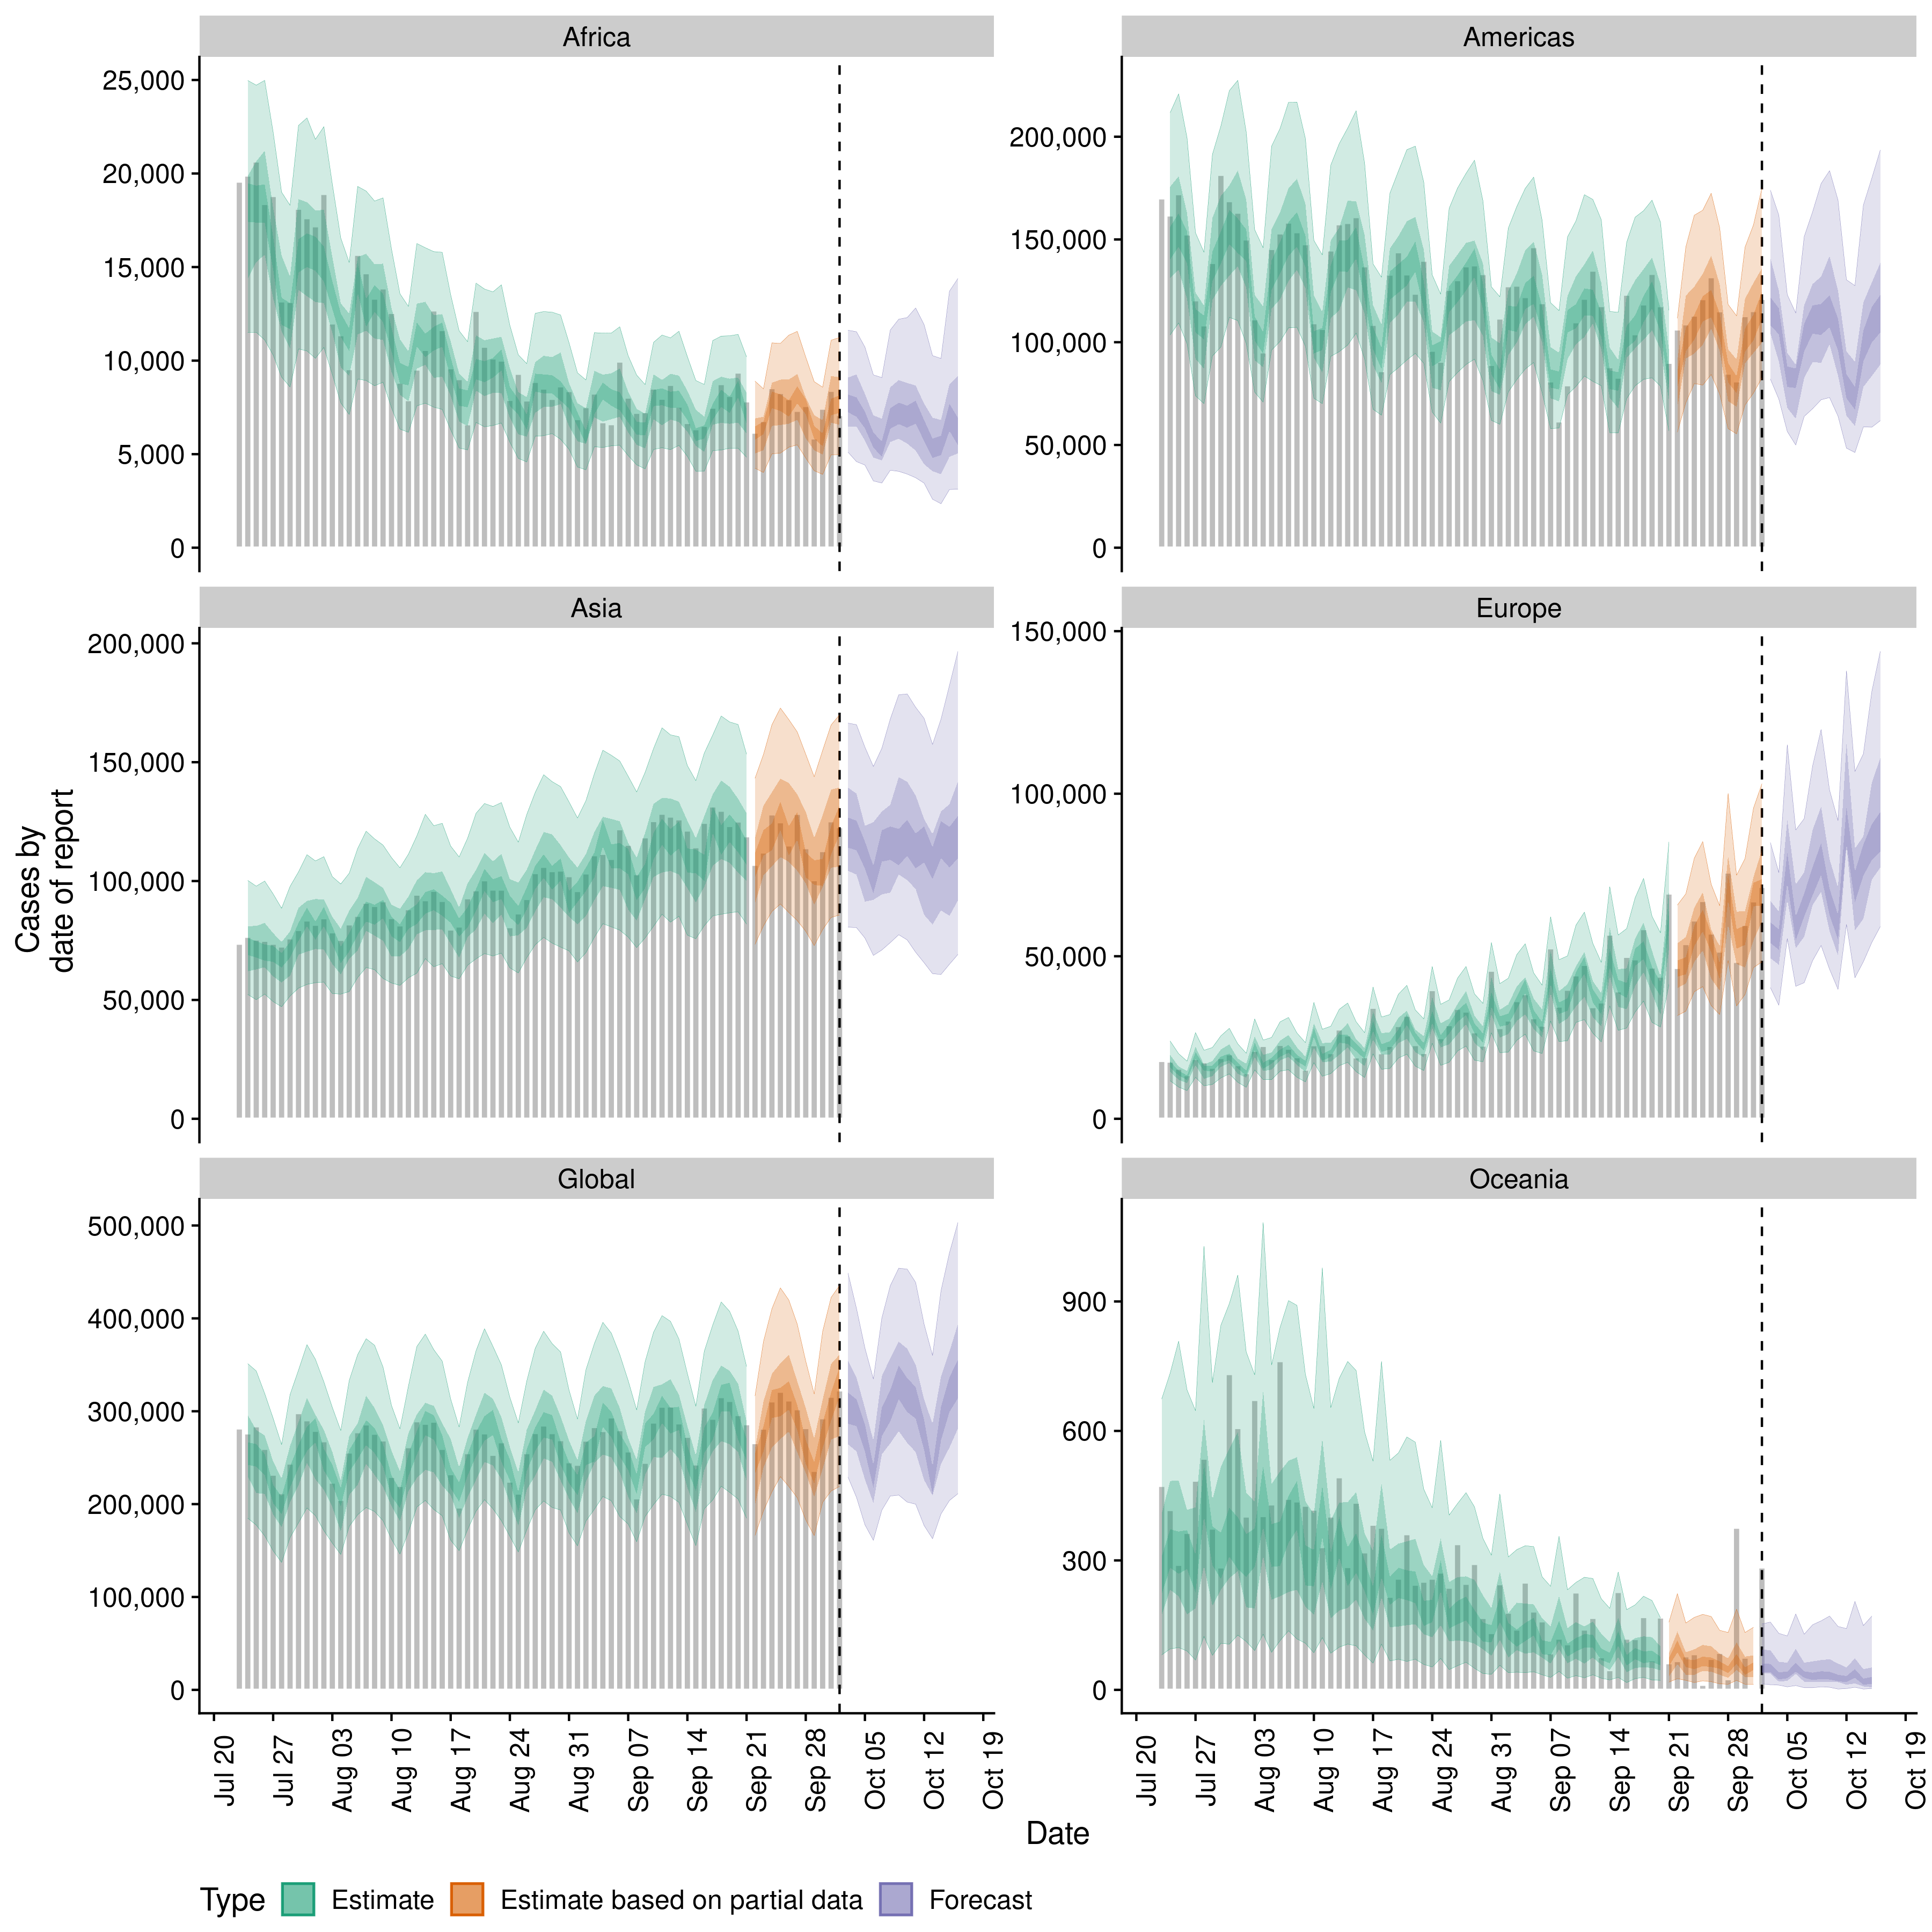 Africa
Americas
25,000
20,000
15,000
10,000
5,000
0
200,000
150,000
100,000
50,000
0
Asia
Europe
200,000
150,000
100,000
50,000
0
150,000
100,000
50,000
0
Cases by
date of report
Global
Oceania
500,000
400,000
300,000
200,000
100,000
0
900
600
300
0
Jul 20
Jul 27
Aug 03
Aug 10
Aug 17
Aug 24
Aug 31
Sep 07
Sep 14
Sep 21
Sep 28
Oct 05
Oct 12
Oct 19
Jul 20
Jul 27
Aug 03
Aug 10
Aug 17
Aug 24
Aug 31
Sep 07
Sep 14
Sep 21
Sep 28
Oct 05
Oct 12
Oct 19
Date
Type Estimate Estimate based on partial data Forecast